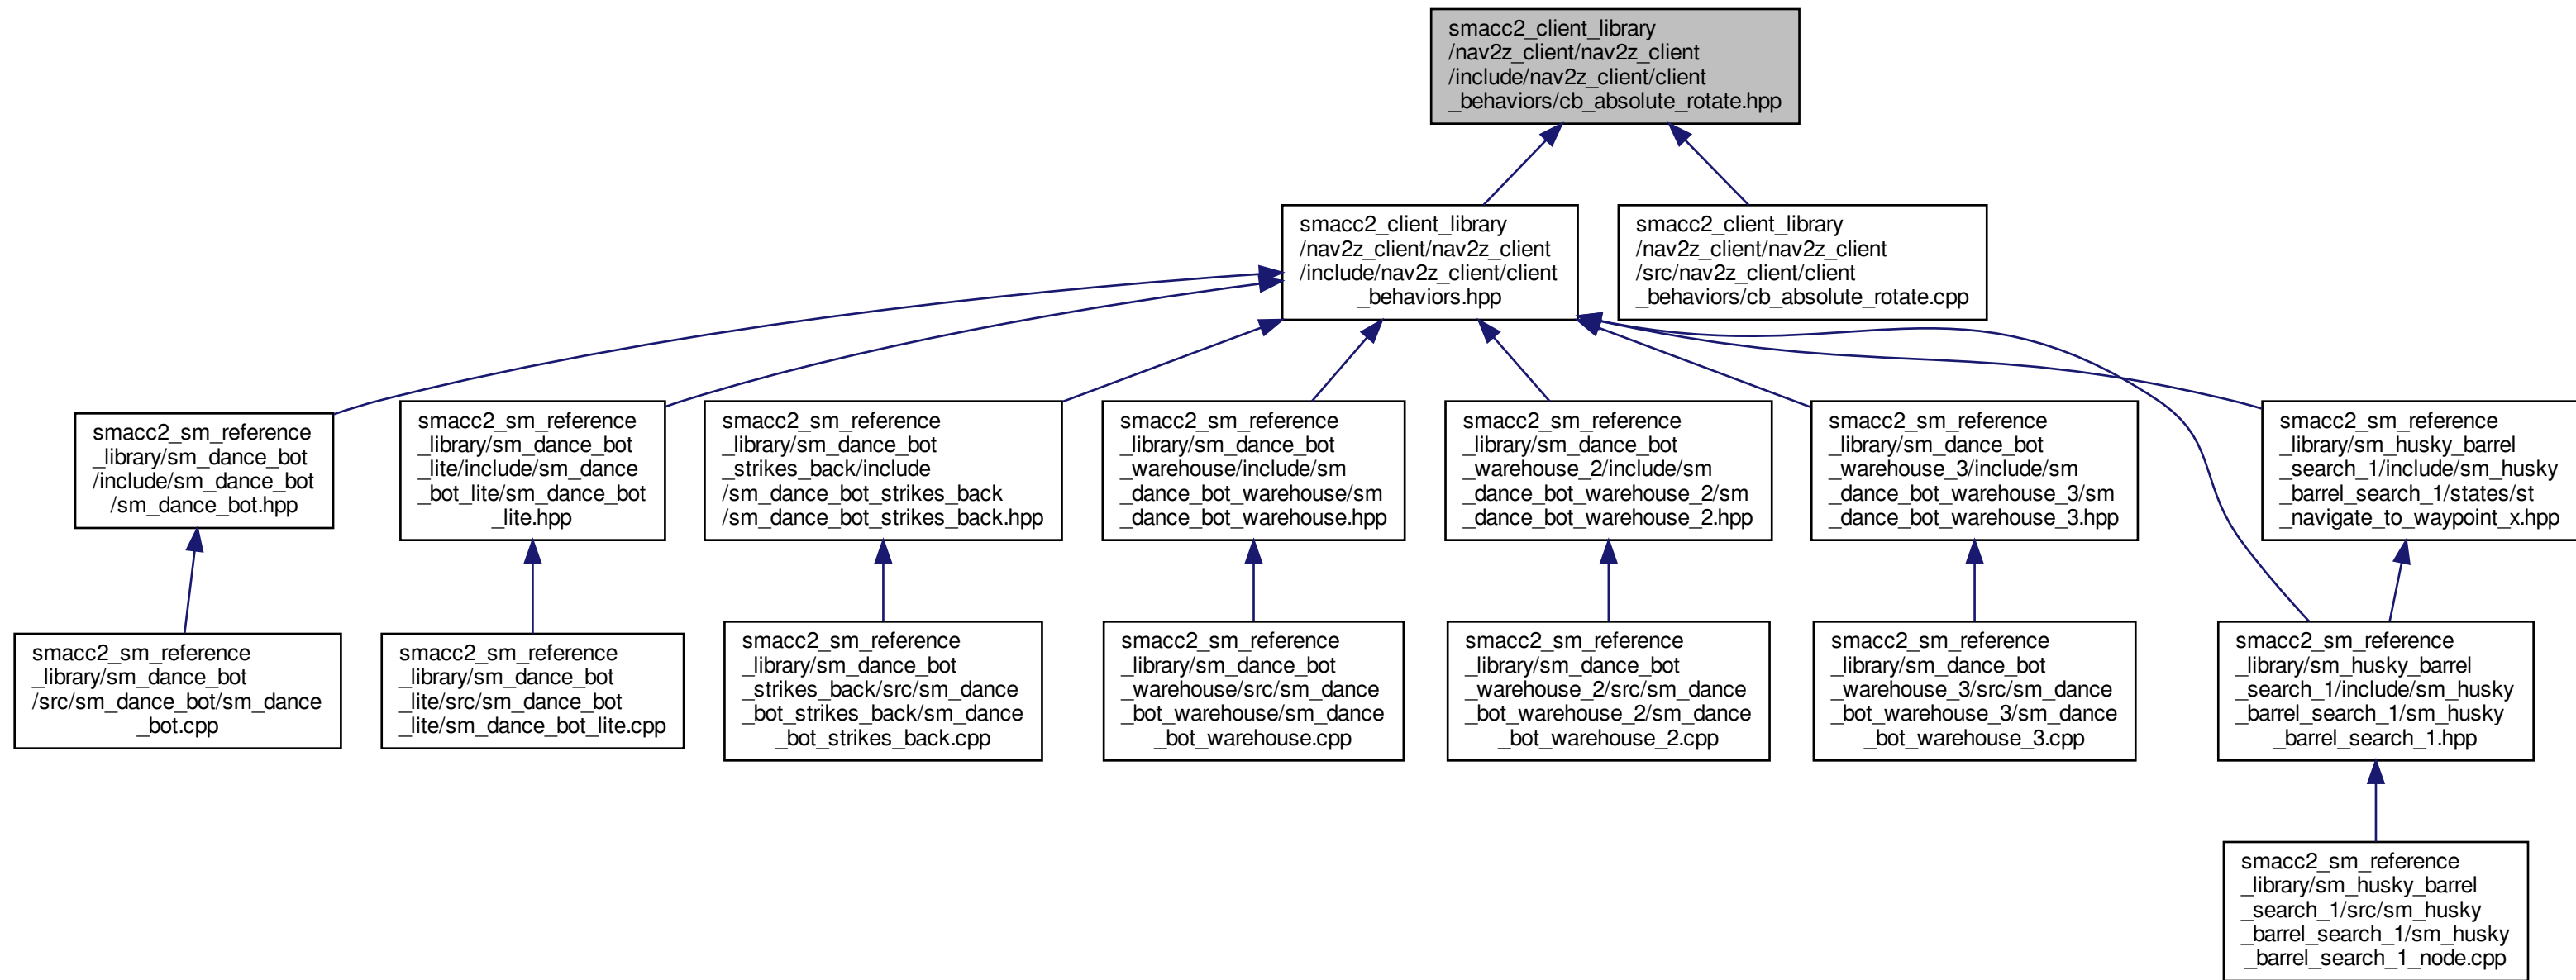 smacc2_client_library
/nav2z_client/nav2z_client
/include/nav2z_client/client
_behaviors/cb_absolute_rotate.hpp
smacc2_client_library
/nav2z_client/nav2z_client
/include/nav2z_client/client
_behaviors.hpp
smacc2_client_library
/nav2z_client/nav2z_client
/src/nav2z_client/client
_behaviors/cb_absolute_rotate.cpp
smacc2_sm_reference
_library/sm_dance_bot
/include/sm_dance_bot
/sm_dance_bot.hpp
smacc2_sm_reference
_library/sm_dance_bot
_lite/include/sm_dance
_bot_lite/sm_dance_bot
_lite.hpp
smacc2_sm_reference
_library/sm_dance_bot
_strikes_back/include
/sm_dance_bot_strikes_back
/sm_dance_bot_strikes_back.hpp
smacc2_sm_reference
_library/sm_dance_bot
_warehouse/include/sm
_dance_bot_warehouse/sm
_dance_bot_warehouse.hpp
smacc2_sm_reference
_library/sm_dance_bot
_warehouse_2/include/sm
_dance_bot_warehouse_2/sm
_dance_bot_warehouse_2.hpp
smacc2_sm_reference
_library/sm_dance_bot
_warehouse_3/include/sm
_dance_bot_warehouse_3/sm
_dance_bot_warehouse_3.hpp
smacc2_sm_reference
_library/sm_husky_barrel
_search_1/include/sm_husky
_barrel_search_1/states/st
_navigate_to_waypoint_x.hpp
smacc2_sm_reference
_library/sm_dance_bot
/src/sm_dance_bot/sm_dance
_bot.cpp
smacc2_sm_reference
_library/sm_dance_bot
_lite/src/sm_dance_bot
_lite/sm_dance_bot_lite.cpp
smacc2_sm_reference
_library/sm_dance_bot
_strikes_back/src/sm_dance
_bot_strikes_back/sm_dance
_bot_strikes_back.cpp
smacc2_sm_reference
_library/sm_dance_bot
_warehouse/src/sm_dance
_bot_warehouse/sm_dance
_bot_warehouse.cpp
smacc2_sm_reference
_library/sm_dance_bot
_warehouse_2/src/sm_dance
_bot_warehouse_2/sm_dance
_bot_warehouse_2.cpp
smacc2_sm_reference
_library/sm_dance_bot
_warehouse_3/src/sm_dance
_bot_warehouse_3/sm_dance
_bot_warehouse_3.cpp
smacc2_sm_reference
_library/sm_husky_barrel
_search_1/include/sm_husky
_barrel_search_1/sm_husky
_barrel_search_1.hpp
smacc2_sm_reference
_library/sm_husky_barrel
_search_1/src/sm_husky
_barrel_search_1/sm_husky
_barrel_search_1_node.cpp